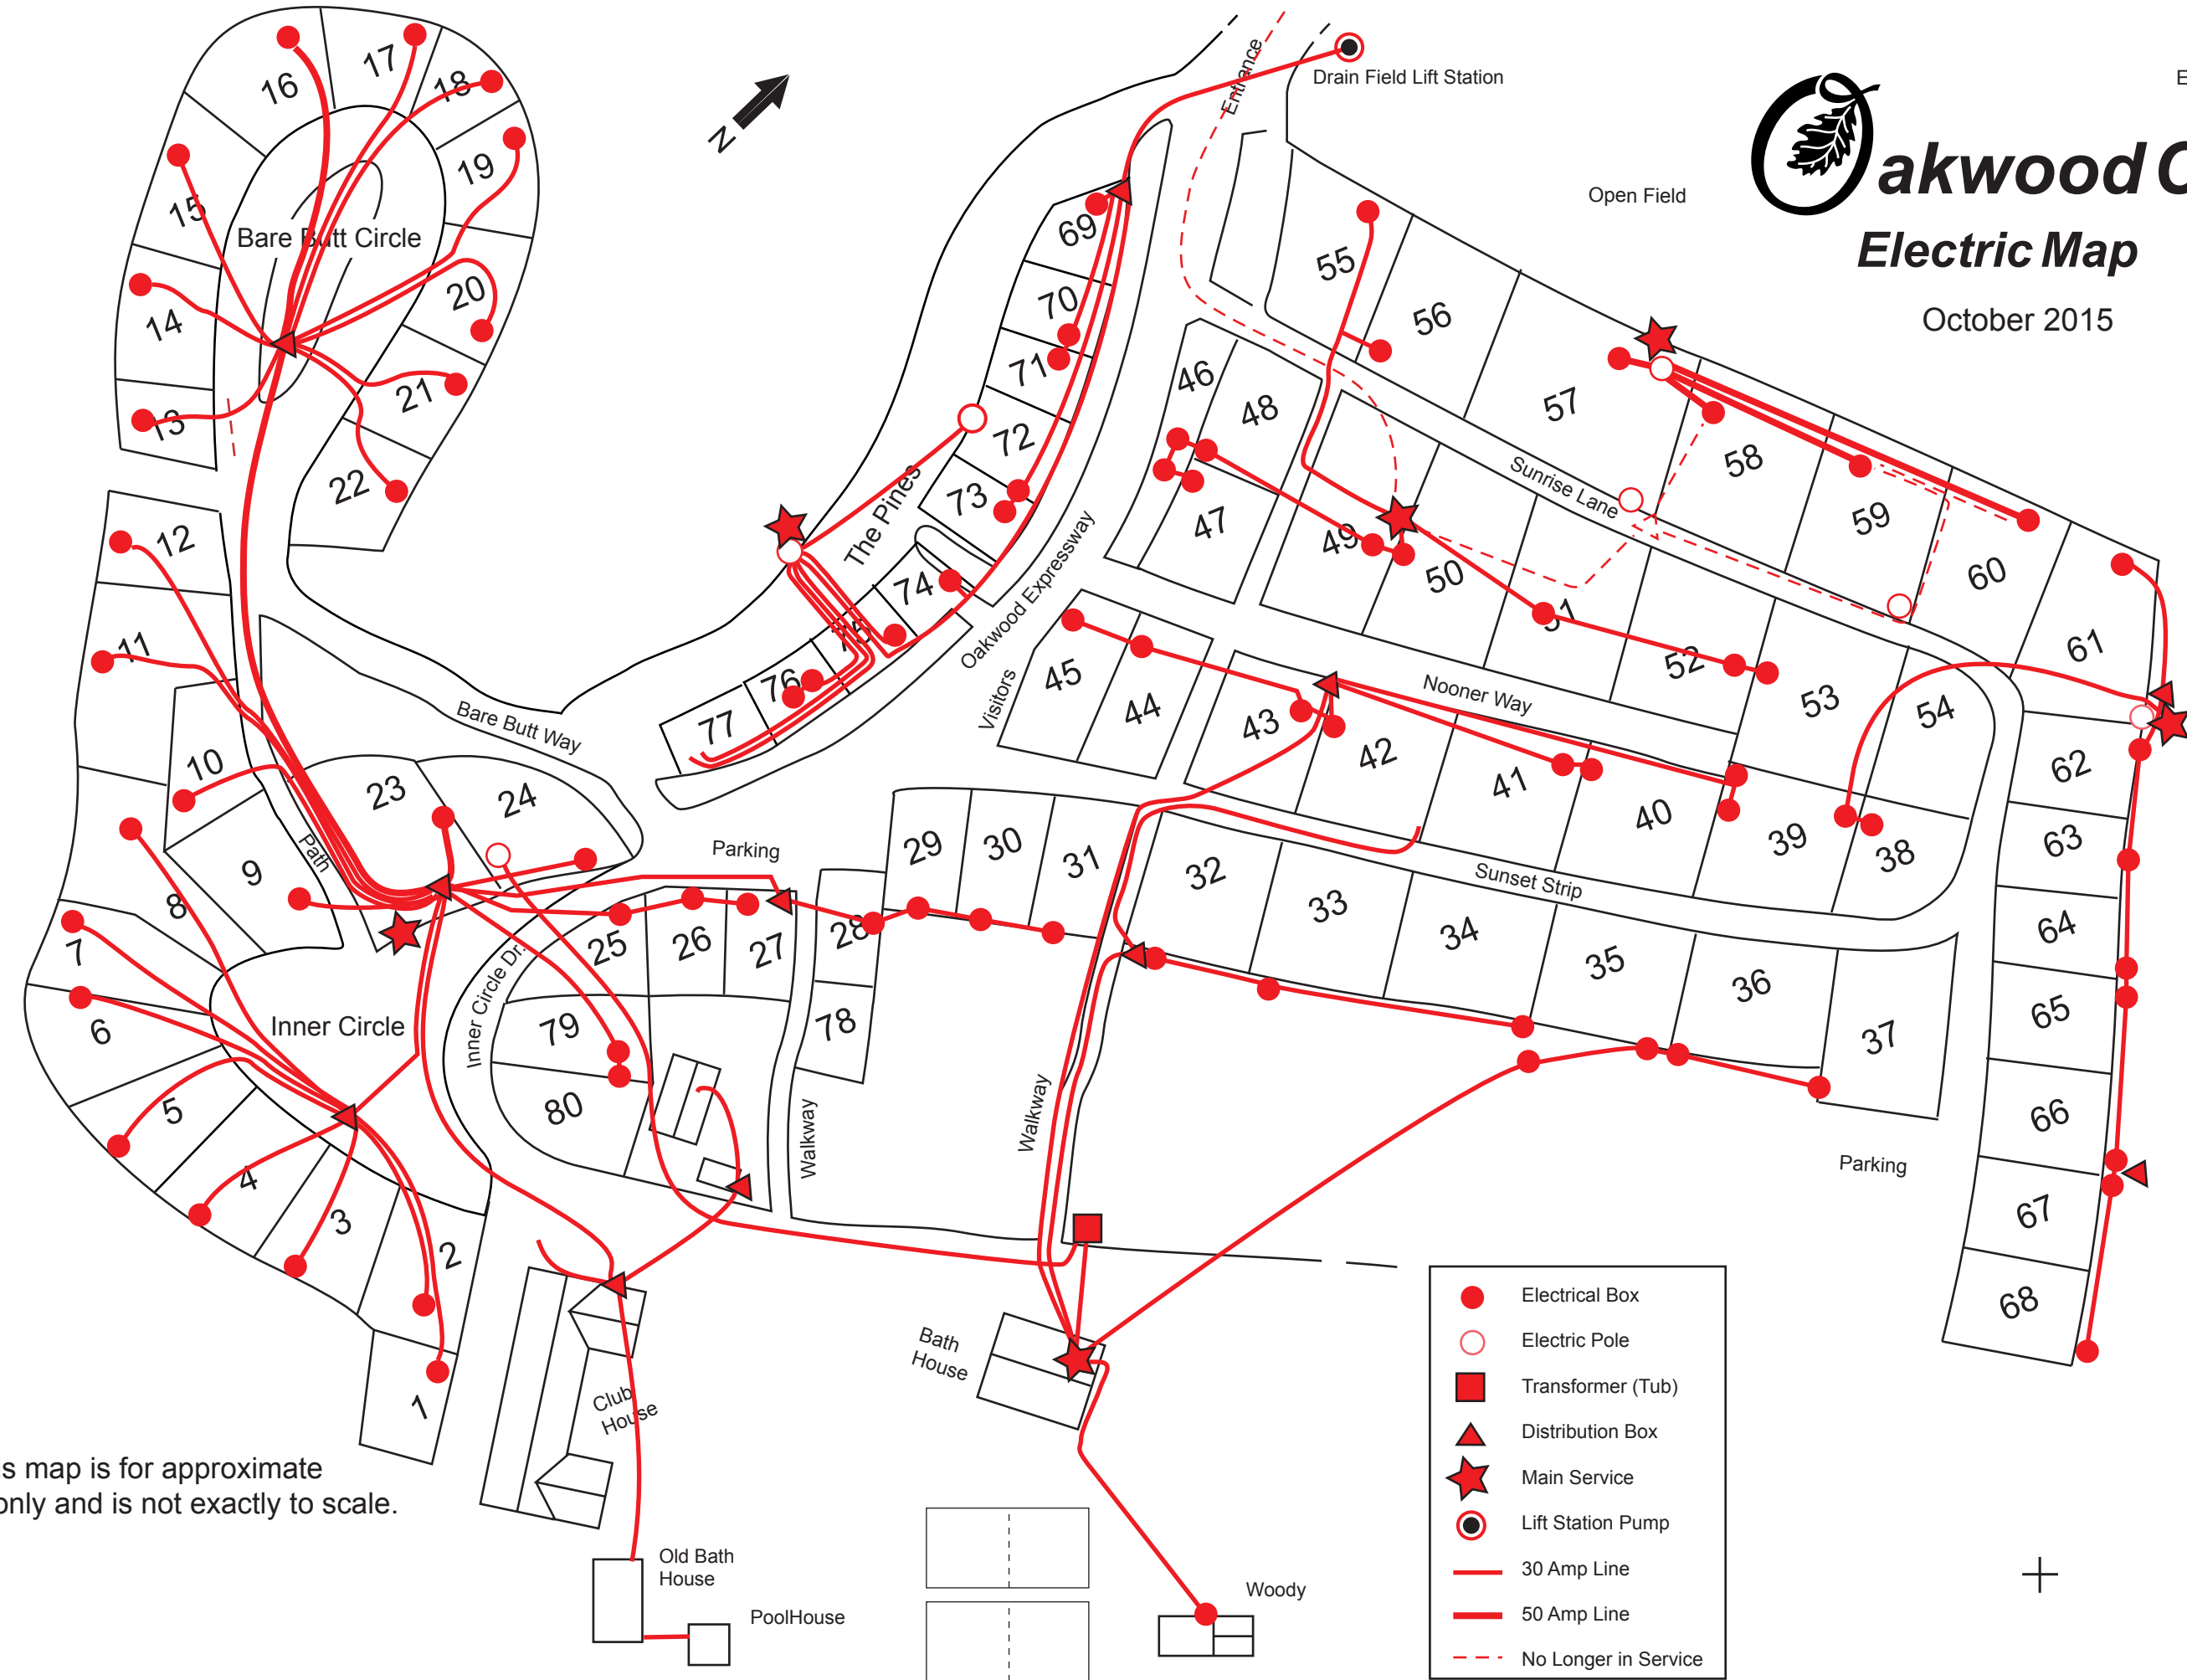 akwood
Electric Map
October 2015
N
Entrance
Drain Field Lift Station
Open Field
16
17
18
15
19
Bare Butt Circle
14
20
13
21
22
12
11
10
9
8
7
6
5
4
3
2
1
23
24
Bare Butt Way
Path
Inner Circle
Inner Circle Dr.
Parking
25
26
27
28
29
30
31
78
79
80
Walkway
Walkway
The Pines
69
70
71
72
73
74
76
77
Oakwood Expressway
Visitors
55
56
57
58
59
60
61
Sunrise Lane
46
48
47
49
50
51
52
53
54
45
44
43
42
41
40
39
38
Nooner Way
Sunset Strip
32
33
34
35
36
37
62
63
64
65
66
67
68
Parking
Bath
House
Club
House
Old Bath
House
PoolHouse
Woody
s map is for approximate
only and is not exactly to scale.
Electrical Box
Electric Pole
Transformer (Tub)
Distribution Box
Main Service
Lift Station Pump
30 Amp Line
50 Amp Line
No Longer in Service